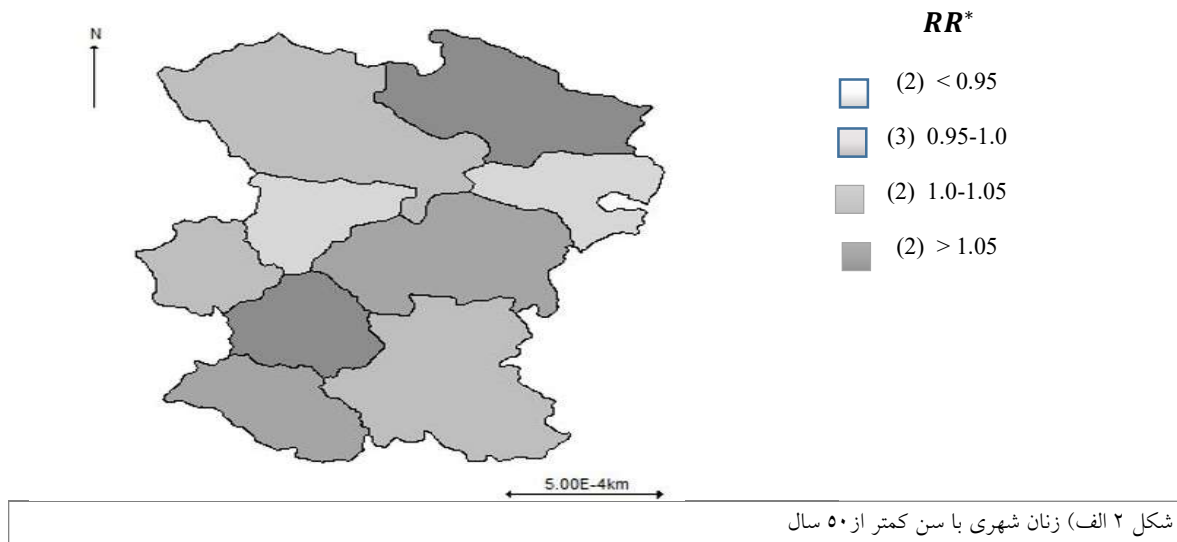 N
RR*
(2) < 0.95
(3) 0.95-1.0
(2) 1.0-1.05
(2) > 1.05
5.00E-4km
شکل ۲ الف) زنان شهری با سن کمتر از۵۰ سال